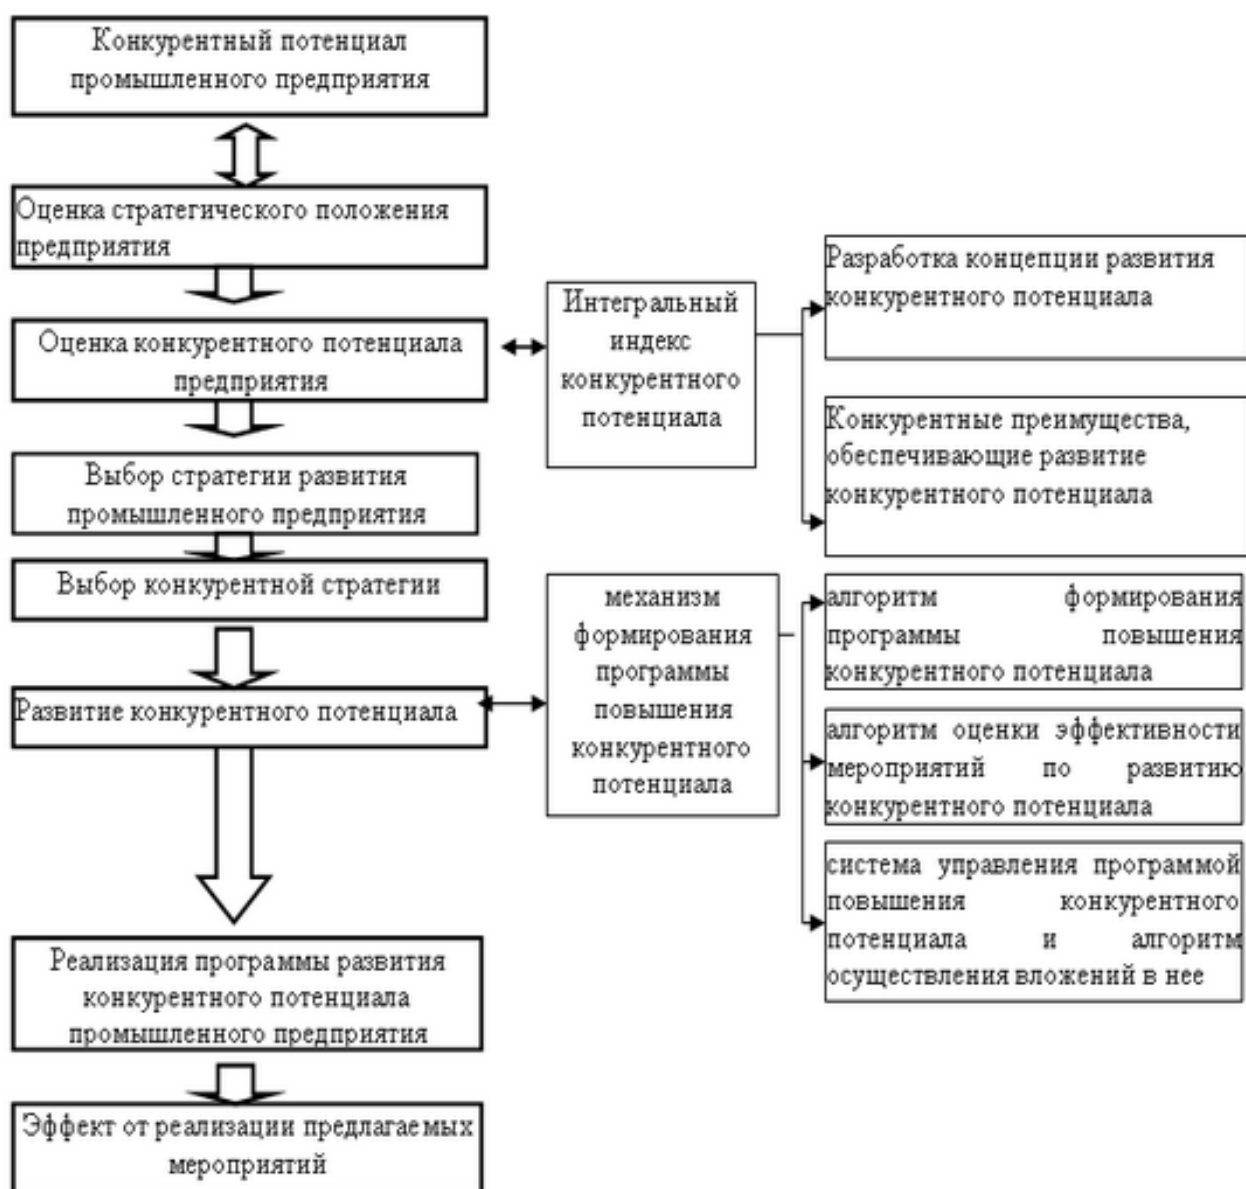 Конкурентный потенциал
промышленного предприятия
Оценка стратегического положения
предприятия
Оценка конкурентного потенциала
предприятия
Выбор стратегии развития
промышленного предприятия
Выбор конкурентной стратегии
Развитие конкурентного потенциала
Реализация программы развития
конкурентного потенциала
промышленного предприятия
Эффект от реализации предлагаемых
мероприятий
Интегральный
индекс
конкурентного
потенциала
механизм
формирования
программы
повышения
конкурентного
потенциала
Разработка концепции развития
конкурентного потенциала
Конкурентные преимущества,
обеспечивающие развитие
конкурентного потенциала
алгоритм формирования
программы повышения
конкурентного потенциала
алгоритм оценки эффективности
мероприятий по развитию
конкурентного потенциала
система управления программой
повышения конкурентного
потенциала и алгоритм
осуществления вложений в нее